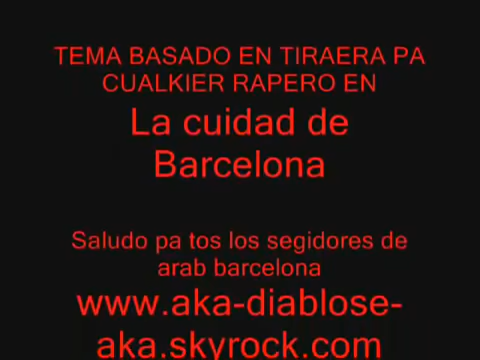 TEMA BASADO EN TIRAERA PA
CUALKIER RAPERO EN
La cuidad de
Barcelona
Saludo pa tos los segidores de
arab barcelona
www.aka-diablose-
aka.skyrock.com